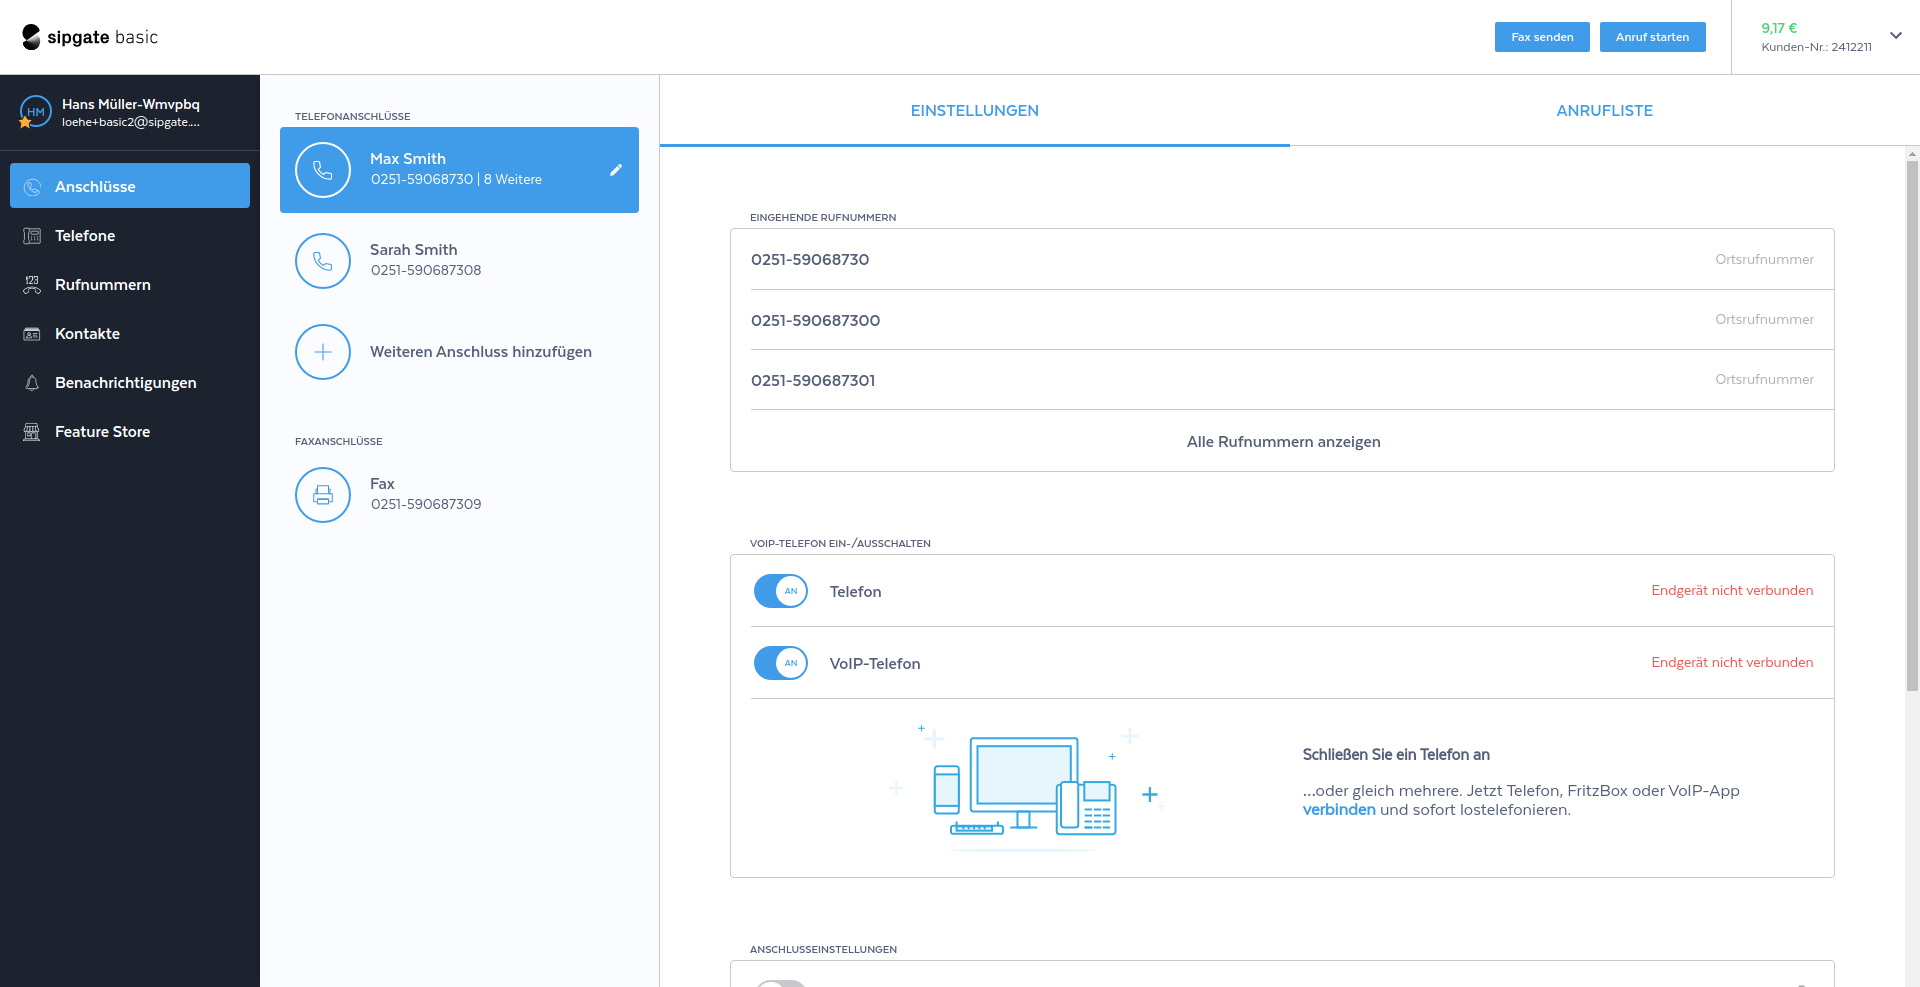 sipgate basic
Fax senden
Anruf starten
9,17 €
Kunden-Nr.: 2412211
HM
Hans Müller-Wmvpbq
loehe+basic2@sipgate....
Anschlüsse
Telefone
123
Rufnummern
Kontakte
Benachrichtigungen
Feature Store
TELEFONANSCHLÜSSE
Max Smith
0251-59068730 | 8 Weitere
Sarah Smith
0251-590687308
Weiteren Anschluss hinzufügen
FAXANSCHLÜSSE
Fax
0251-590687309
EINSTELLUNGEN
ANRUFLISTE
EINGEHENDE RUFNUMMERN
0251-59068730
Ortsrufnummer
0251-590687300
Ortsrufnummer
0251-590687301
Ortsrufnummer
Alle Rufnummern anzeigen
VOIP-TELEFON EIN-/AUSSCHALTEN
AN
Telefon
Endgerät nicht verbunden
AN
VoIP-Telefon
Endgerät nicht verbunden
Schließen Sie ein Telefon an
...oder gleich mehrere. Jetzt Telefon, FritzBox oder VoIP-App
verbinden und sofort lostelefonieren.
ANSCHLUSSEINSTELLUNGEN